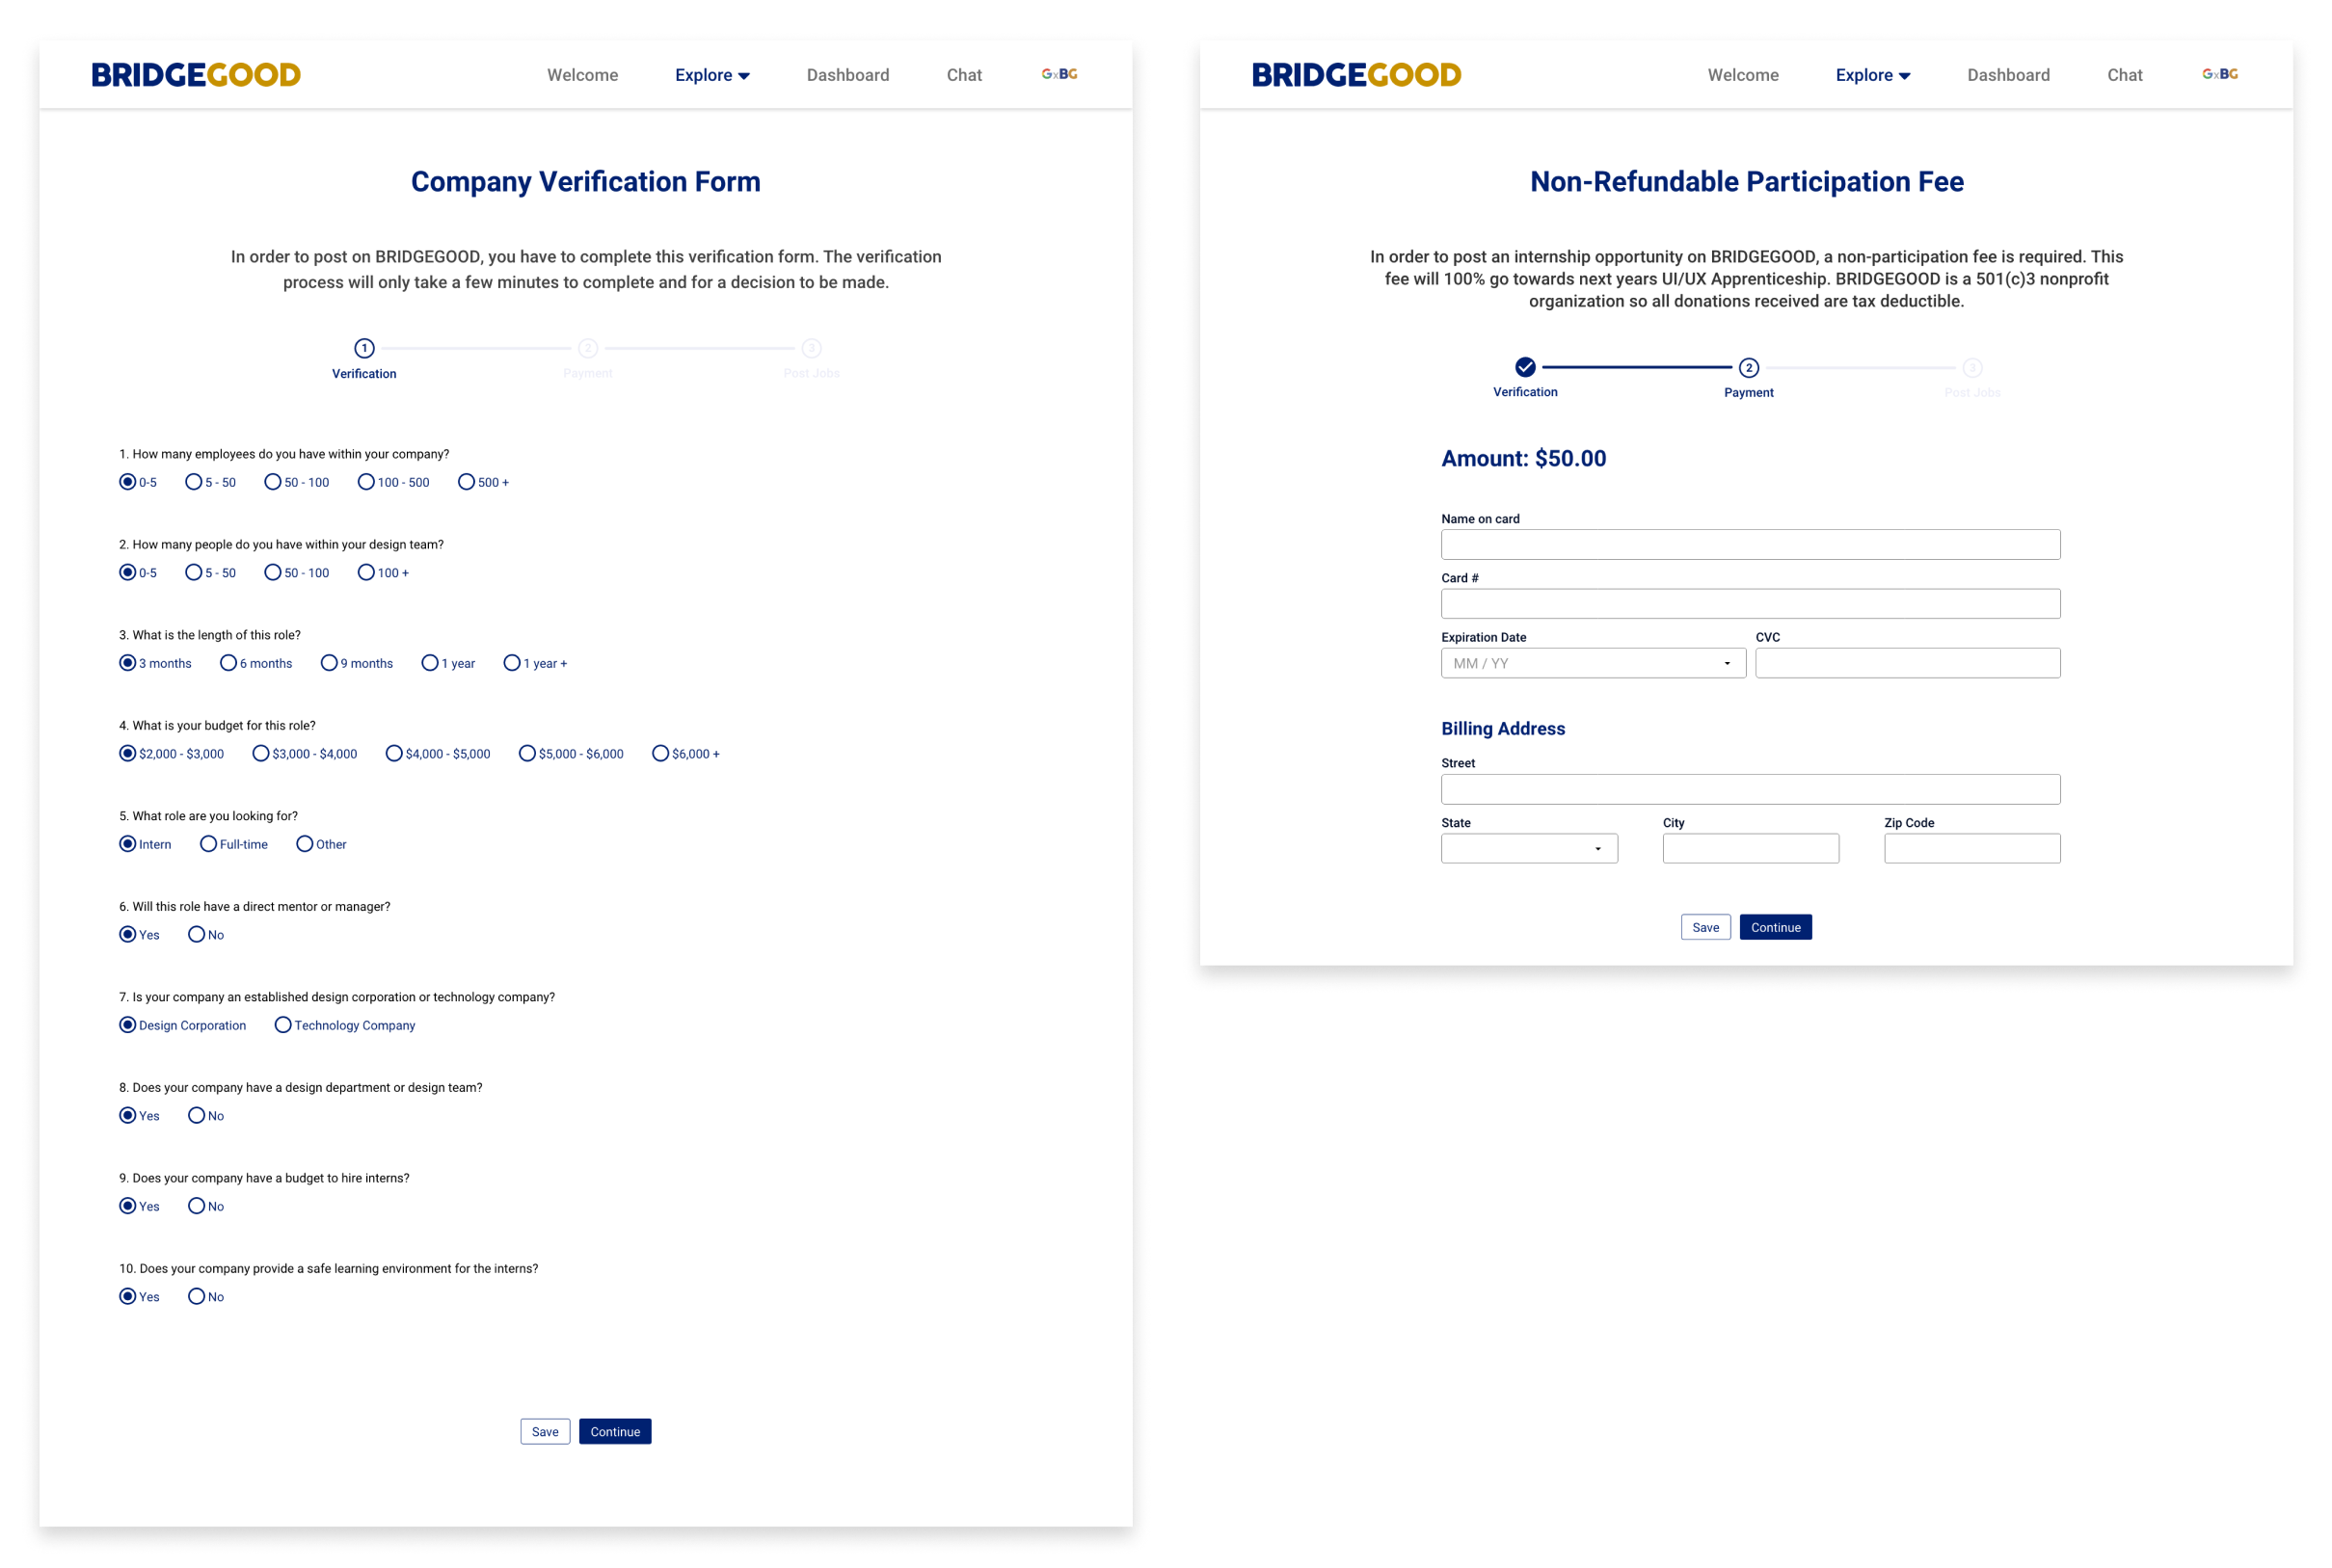 BRIDGEGOOD
Welcome Explore Dashboard Chat GxBG
Company Verification Form
In order to post on BRIDGEGOOD, you have to complete this verification form. The verification
process will only take a few minutes to complete and for a decision to be made.
1 2 3
Verification Payment Post Jobs
1. How many employees do you have within your company?
0-5 5 - 50 50 - 100 100 - 500 500 +
2. How many people do you have within your design team?
0-5 5 - 50 50 - 100 100 +
3. What is the length of this role?
3 months 6 months 9 months 1 year 1 year +
4. What is your budget for this role?
$2,000 - $3,000 $3,000 - $4,000 $4,000 - $5,000 $5,000 - $6,000 $6,000 +
5. What role are you looking for?
Intern Full-time Other
6. Will this role have a direct mentor or manager?
Yes No
7. Is your company an established design corporation or technology company?
Design Corporation Technology Company
8. Does your company have a design department or design team?
Yes No
9. Does your company have a budget to hire interns?
Yes No
10. Does your company provide a safe learning environment for the interns?
Yes No
Save Continue
BRIDGEGOOD
Welcome Explore Dashboard Chat GxBG
Non-Refundable Participation Fee
In order to post an internship opportunity on BRIDGEGOOD, a non-participation fee is required. This
fee will 100% go towards next years UI/UX Apprenticeship. BRIDGEGOOD is a 501(c)3 nonprofit
organization so all donations received are tax deductible.
2 3
Verification Payment Post Jobs
Amount: $50.00
Name on card
Card #
Expiration Date CVC
MM / YY
Billing Address
Street
State City Zip Code
Save Continue